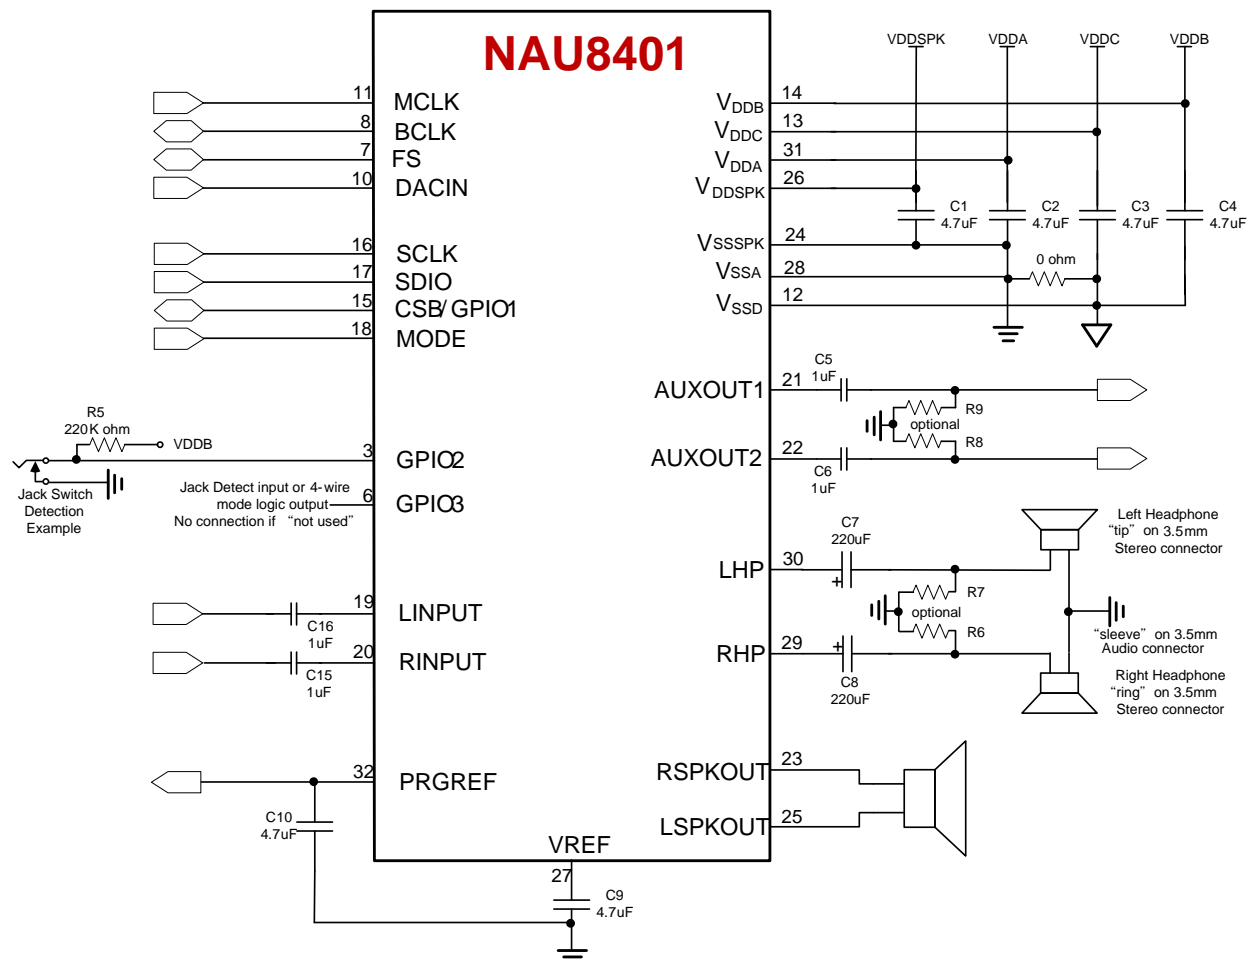 NAU8401
11
MCLK
8
BCLK
7
FS
10
DACIN
16
SCLK
17
SDIO
15
CSB/GPIO1
18
MODE
R5
220K ohm
VDDB
3
GPIO2
Jack Switch
Detection
Example
Jack Detect input or 4-wire
mode logic output
No connection if “not used”
6
GPIO3
19
LINPUT
C16
1uF
20
RINPUT
C15
1uF
32
PRGREF
C10
4.7uF
VREF
27
C9
4.7uF
VDDSPK
VDDA
VDDC
VDDB
VDDB
14
VDDC
13
VDDA
31
VDDSPK
26
C1
4.7uF
C2
4.7uF
C3
4.7uF
C4
4.7uF
VSSSPK
24
VSSA
28
0 ohm
VSSD
12
AUXOUT1
21
C5
1uF
R9
optional
R8
AUXOUT2
22
C6
1uF
LHP
30
C7
220uF
+
R7
optional
R6
RHP
29
+
C8
220uF
Left Headphone
“tip” on 3.5mm
Stereo connector
“sleeve” on 3.5mm
Audio connector
Right Headphone
“ring” on 3.5mm
Stereo connector
RSPKOUT
23
LSPKOUT
25